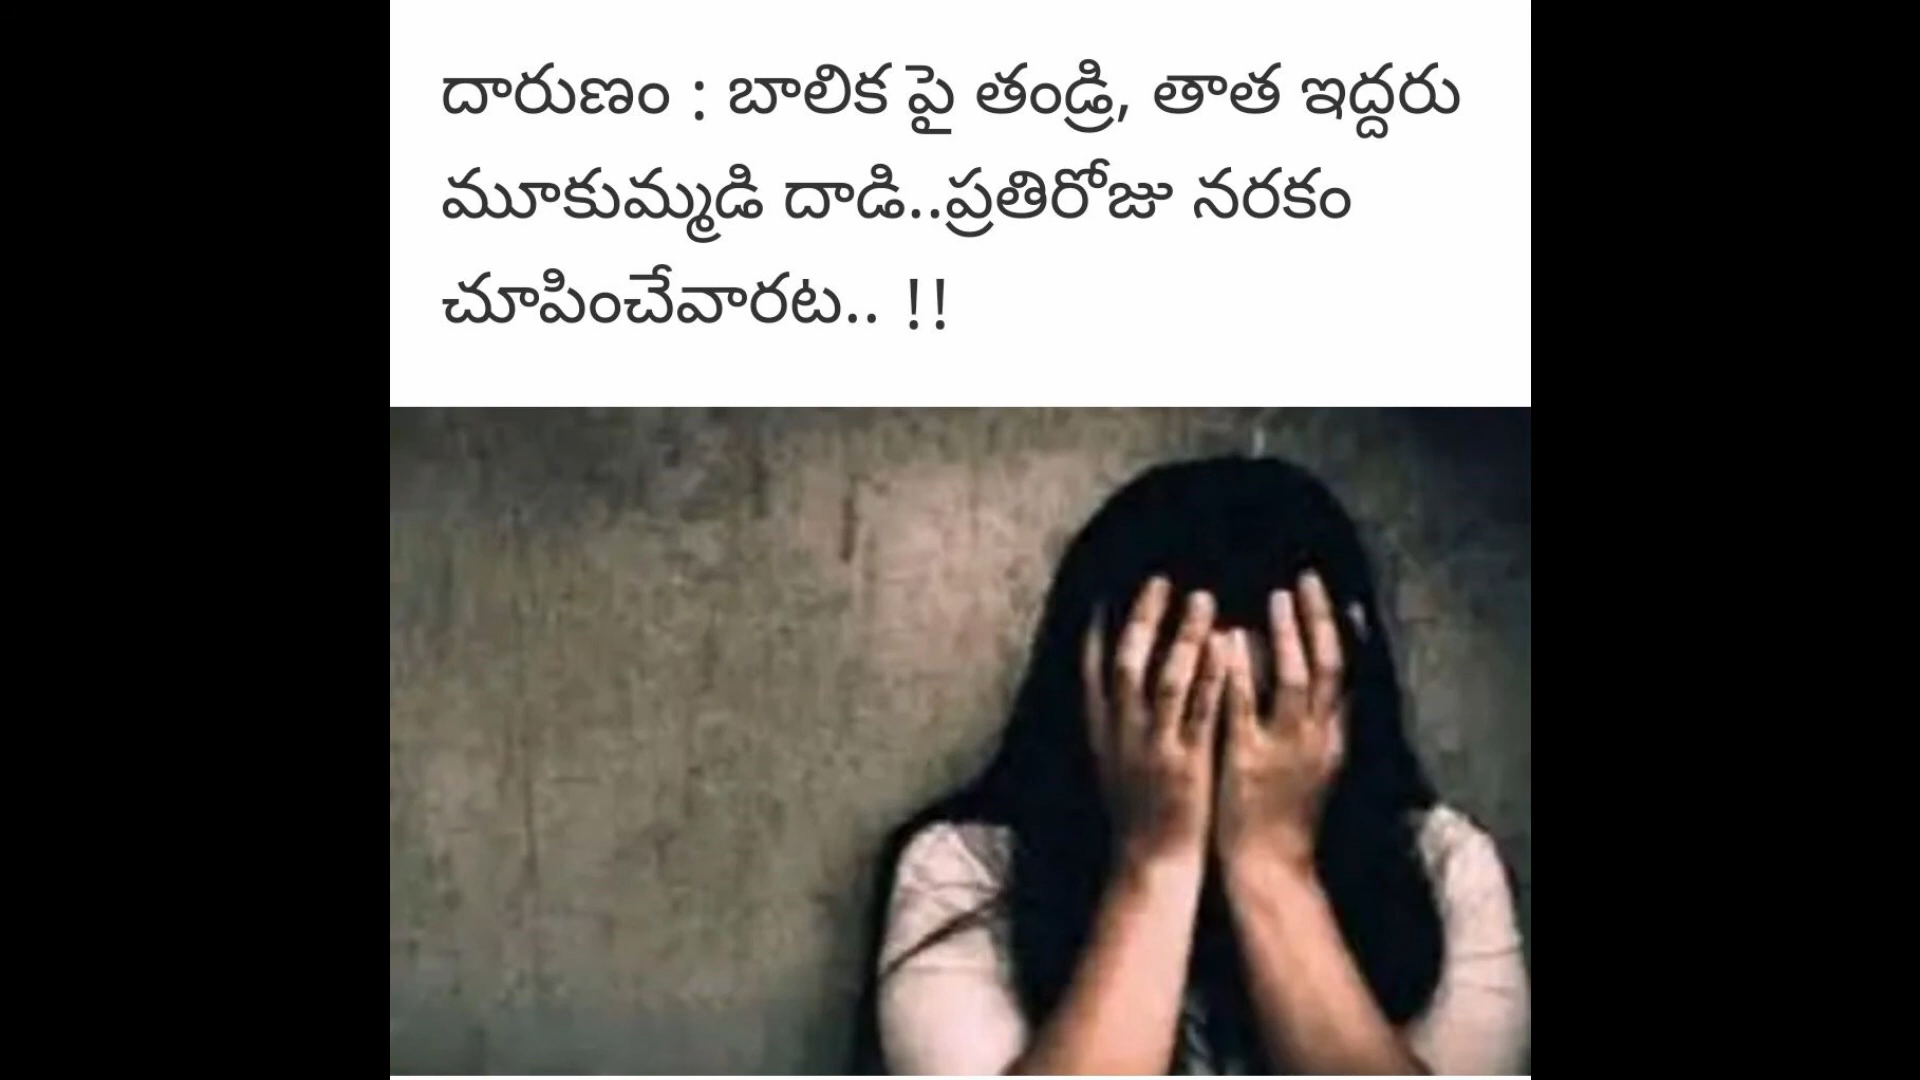 దారుణం : బాలిక పై తండ్రి, తాత ఇద్దరు
మూకుమ్మడి దాడి..ప్రతిరోజు నరకం
చూపించేవారట.. !!